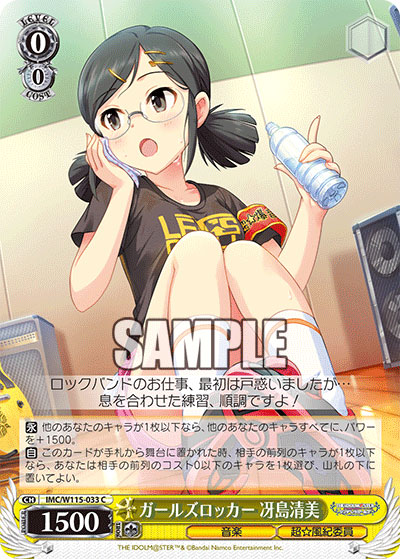 LEVEL
0
0
COST
LEGS
超☆風
SAMPLE
ロックバンドのお仕事、最初は戸惑いましたが…
息を合わせた練習、順調ですよ！
永 他のあなたのキャラが1枚以下なら、他のあなたのキャラすべてに、パワー
を+1500。
自 このカードが手札から舞台に置かれた時、相手の前列のキャラが1枚以下な
ら、あなたは相手の前列のコスト0以下のキャラを1枚選び、山札の下に
置いてよい。
CH IMC/W115-033 C
1500
POWER
ガールズロッカー 冴島清美
音楽
超☆風紀委員
THE IDOLM@STER™ & ©Bandai Namco Entertainment Inc.